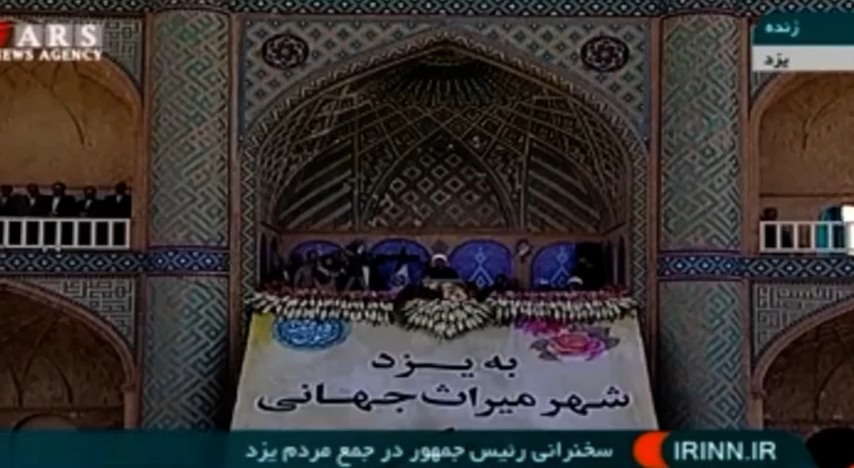 FARS
NEWS AGENCY
زنده
یزد
به یزد
شهر میراث جهانی
سخنرانی رئیس جمهور در جمع مردم یزد
IRINN.IR